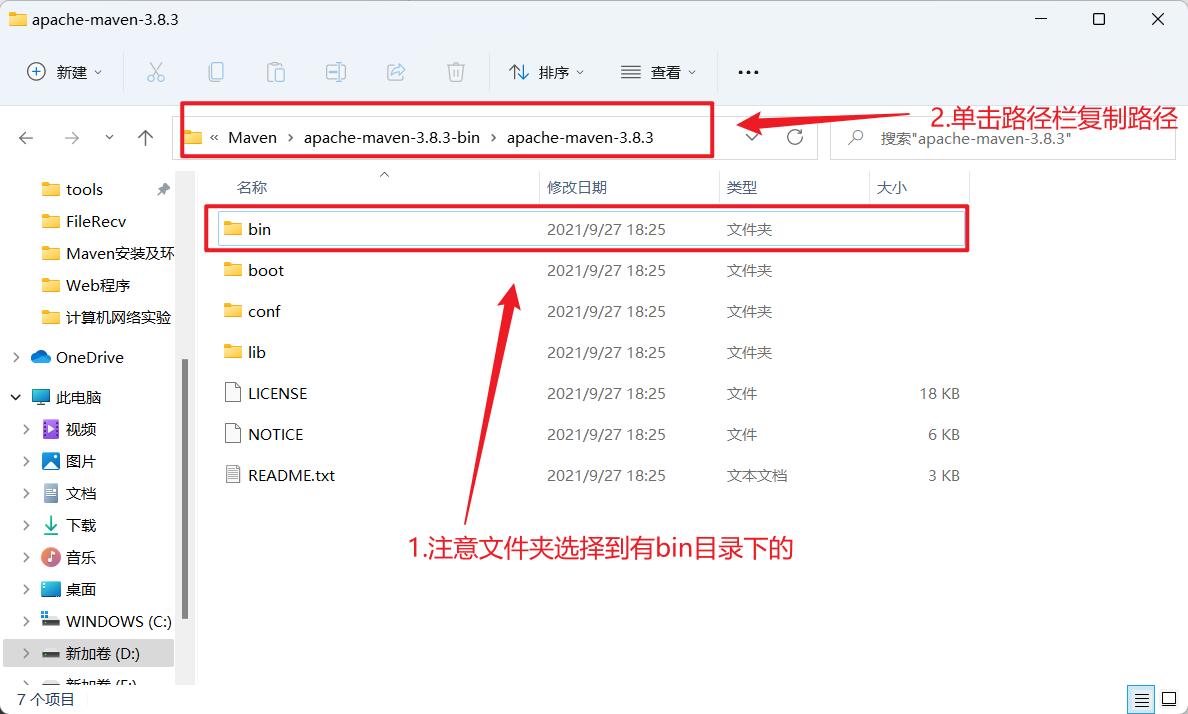 apache-maven-3.8.3
新建 排序 查看
« Maven › apache-maven-3.8.3-bin › apache-maven-3.8.3
2.单击路径栏复制路径
搜索"apache-maven-3.8.3"
名称 修改日期 类型 大小
tools
FileRecv
Maven安装及环
Web程序
计算机网络实验
OneDrive
此电脑
视频
图片
文档
下载
音乐
桌面
WINDOWS (C:)
新加卷 (D:)
新加卷 (E:)
bin 2021/9/27 18:25 文件夹
boot 2021/9/27 18:25 文件夹
conf 2021/9/27 18:25 文件夹
lib 2021/9/27 18:25 文件夹
LICENSE 2021/9/27 18:25 文件 18 KB
NOTICE 2021/9/27 18:25 文件 6 KB
README.txt 2021/9/27 18:25 文本文档 3 KB
1.注意文件夹选择到有bin目录下的
7 个项目